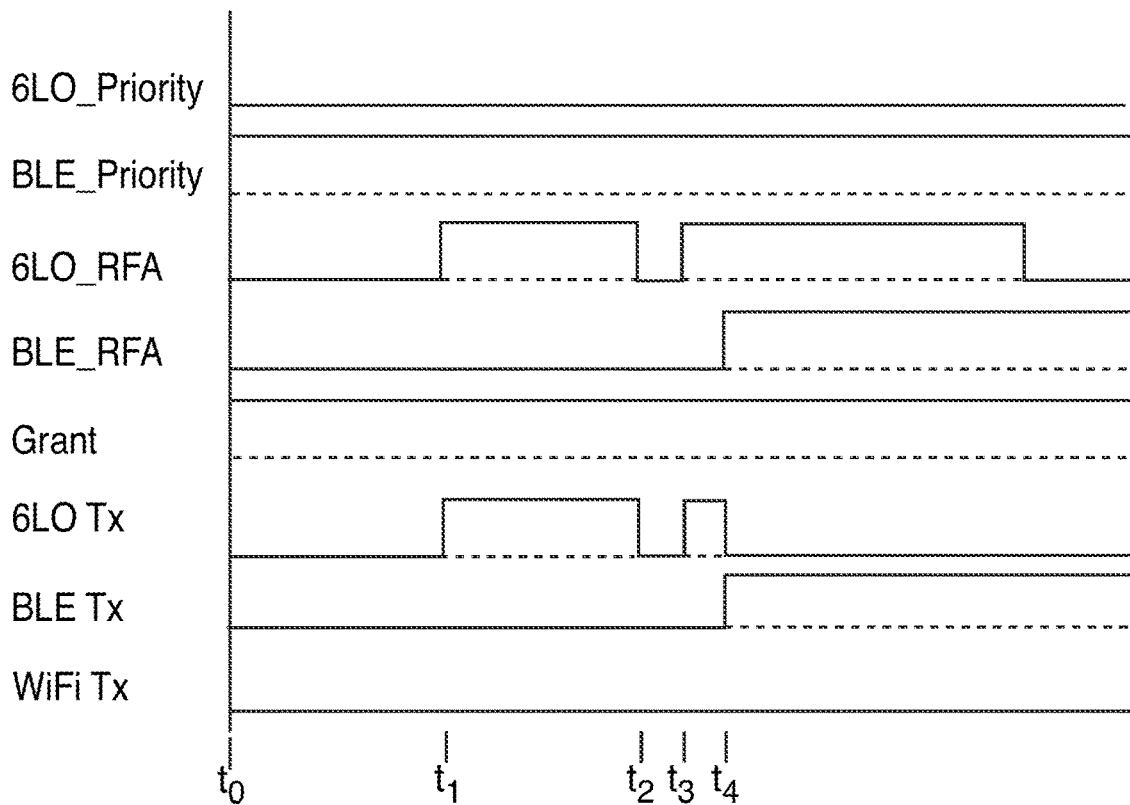 6LO_Priority
BLE_Priority
6LO_RFA
BLE_RFA
Grant
6LO Tx
BLE Tx
WiFi Tx
t0 t1 t2 t3 t4